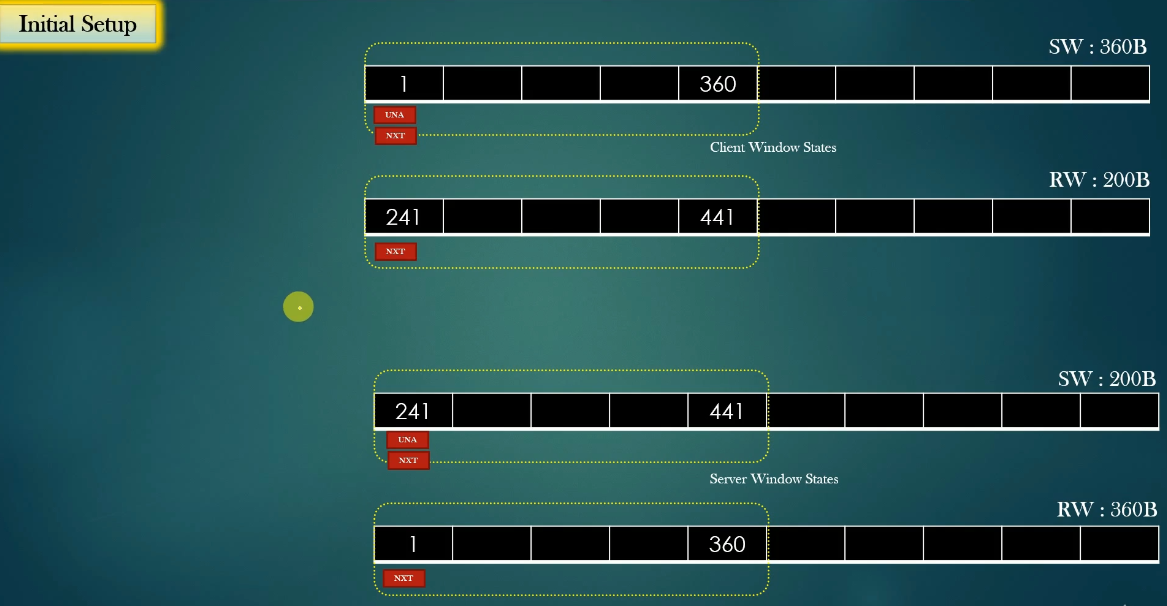 Initial Setup
SW : 360B
1 360
UNA
NXT
Client Window States
RW : 200B
241 441
NXT
SW : 200B
241 441
UNA
NXT
Server Window States
RW : 360B
1 360
NXT